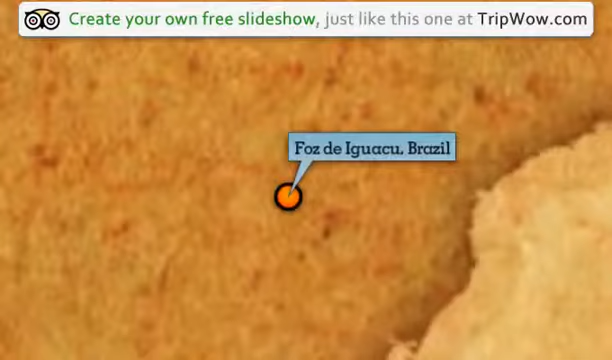 Create your own free slideshow, just like this one at TripWow.com
Foz de Iguacu, Brazil